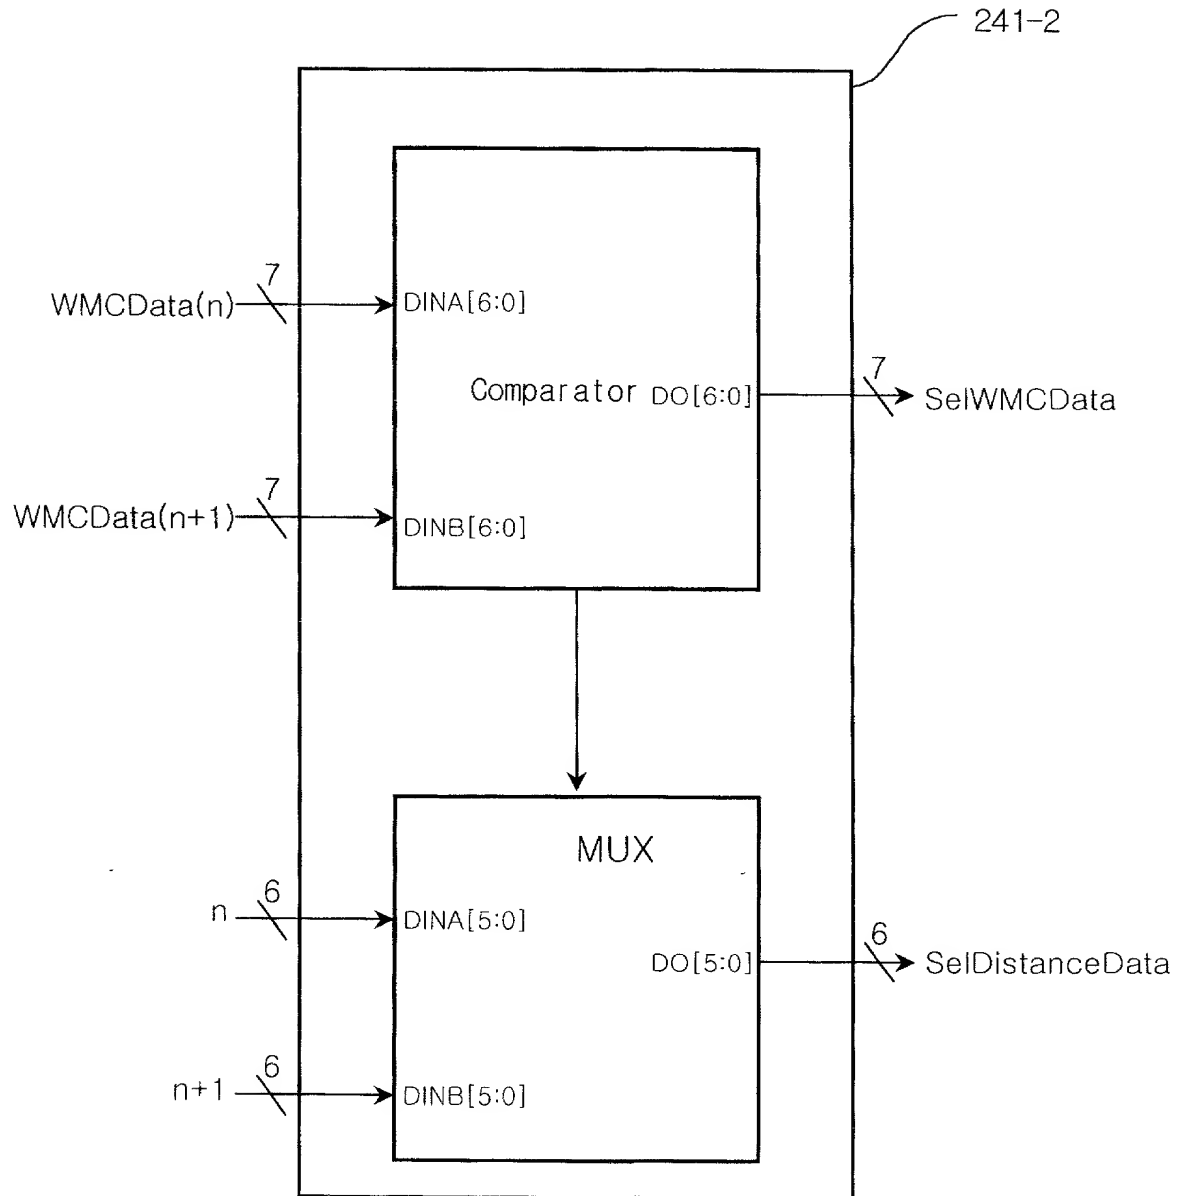 241-2
7
WMCData(n)
DINA[6:0]
7
Comparator DO[6:0]
SelWMCData
7
WMCData(n+1)
DINB[6:0]
MUX
6
n
DINA[5:0]
6
DO[5:0]
SelDistanceData
6
n+1
DINB[5:0]